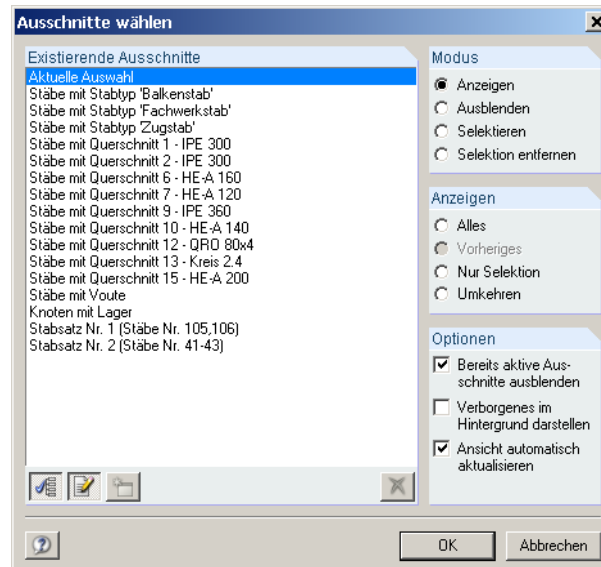 Ausschnitte wählen
Existierende Ausschnitte
Aktuelle Auswahl
Stäbe mit Stabtyp 'Balkenstab'
Stäbe mit Stabtyp 'Fachwerkstab'
Stäbe mit Stabtyp 'Zugstab'
Stäbe mit Querschnitt 1 - IPE 300
Stäbe mit Querschnitt 2 - IPE 300
Stäbe mit Querschnitt 6 - HE-A 160
Stäbe mit Querschnitt 7 - HE-A 120
Stäbe mit Querschnitt 9 - IPE 360
Stäbe mit Querschnitt 10 - HE-A 140
Stäbe mit Querschnitt 12 - QRO 80x4
Stäbe mit Querschnitt 13 - Kreis 2.4
Stäbe mit Querschnitt 15 - HE-A 200
Stäbe mit Voute
Knoten mit Lager
Stabsatz Nr. 1 (Stäbe Nr. 105,106)
Stabsatz Nr. 2 (Stäbe Nr. 41-43)
Modus
Anzeigen
Ausblenden
Selektieren
Selektion entfernen
Anzeigen
Alles
Vorheriges
Nur Selektion
Umkehren
Optionen
Bereits aktive Aus-
schnitte ausblenden
Verborgenes im
Hintergrund darstellen
Ansicht automatisch
aktualisieren
OK
Abbrechen